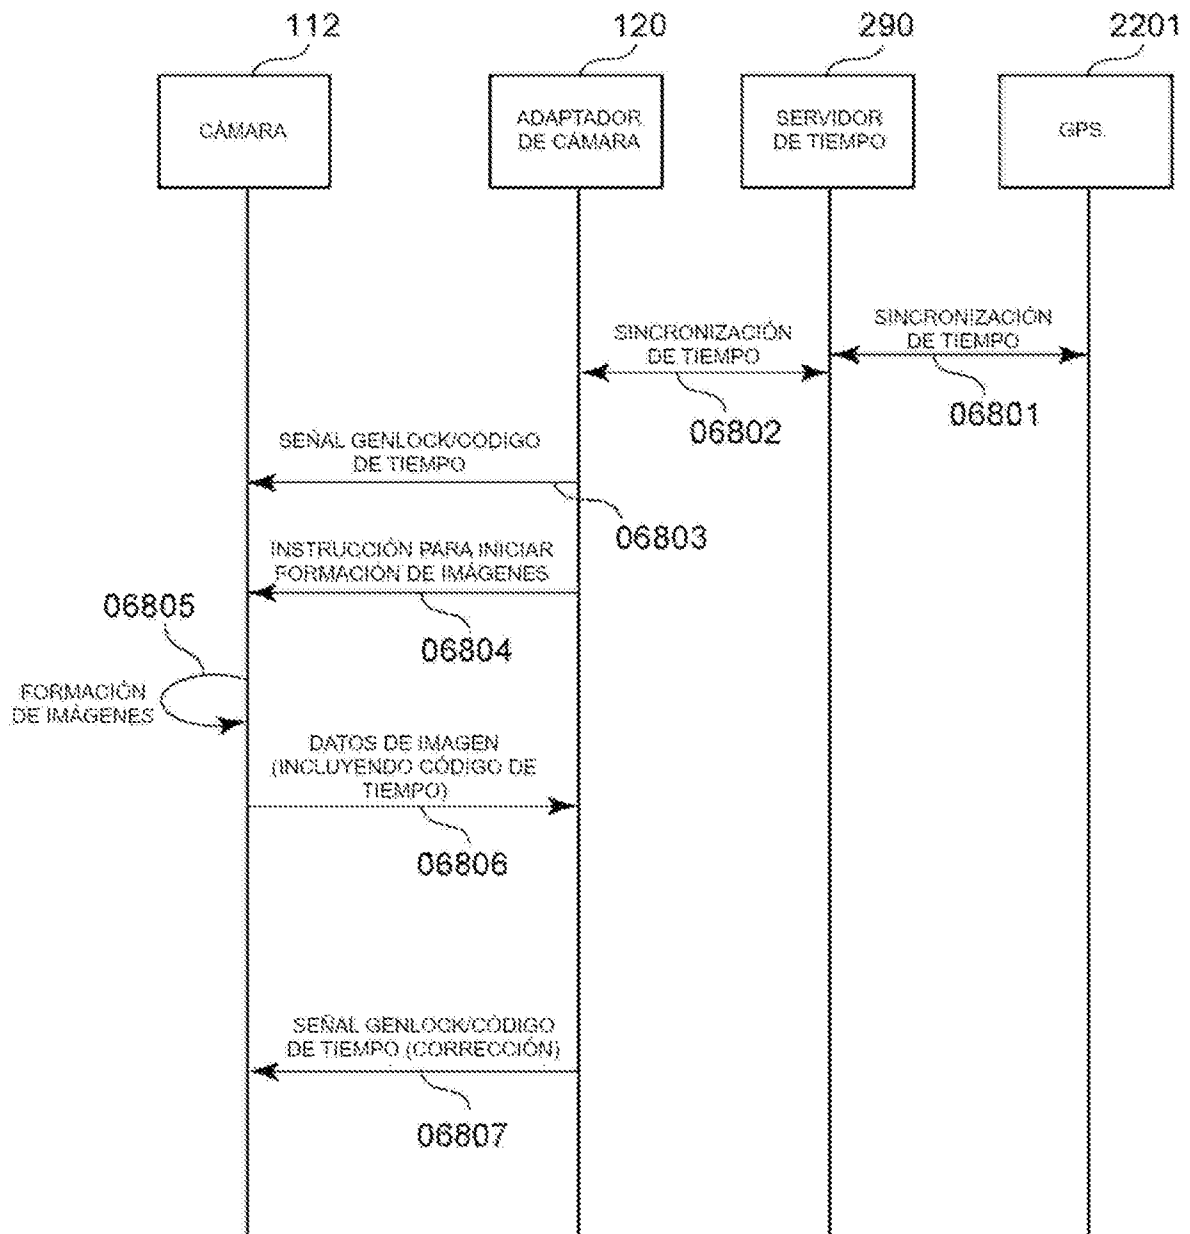 112
120
290
2201
CÁMARA
ADAPTADOR
DE CÁMARA
SERVIDOR
DE TIEMPO
GPS.
SINCRONIZACIÓN
DE TIEMPO
06801
SINCRONIZACIÓN
DE TIEMPO
06802
SEÑAL GENLOCK/CÓDIGO
DE TIEMPO
06803
INSTRUCCIÓN PARA INICIAR
FORMACIÓN DE IMÁGENES
06804
06805
FORMACIÓN
DE IMÁGENES
DATOS DE IMAGEN
(INCLUYENDO CÓDIGO DE
TIEMPO)
06806
SEÑAL GENLOCK/CÓDIGO
DE TIEMPO (CORRECCIÓN)
06807